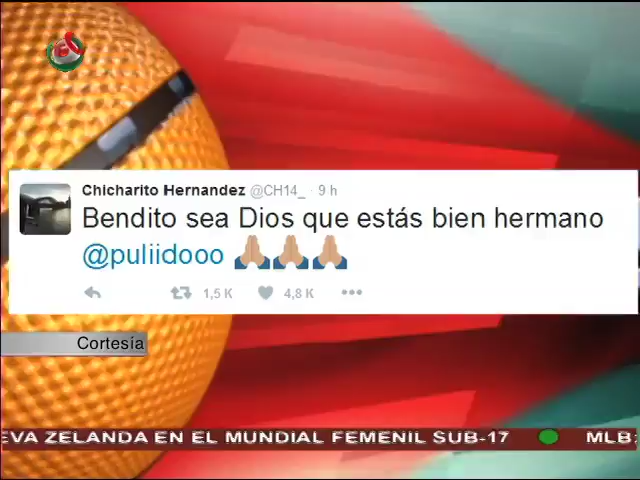 Chicharito Hernandez @CH14_ · 9 h
Bendito sea Dios que estás bien hermano
@puliidooo 🙏🏼🙏🏼🙏🏼
1,5 K 4,8 K •••
Cortesía
EVA ZELANDA EN EL MUNDIAL FEMENIL SUB-17 MLB: